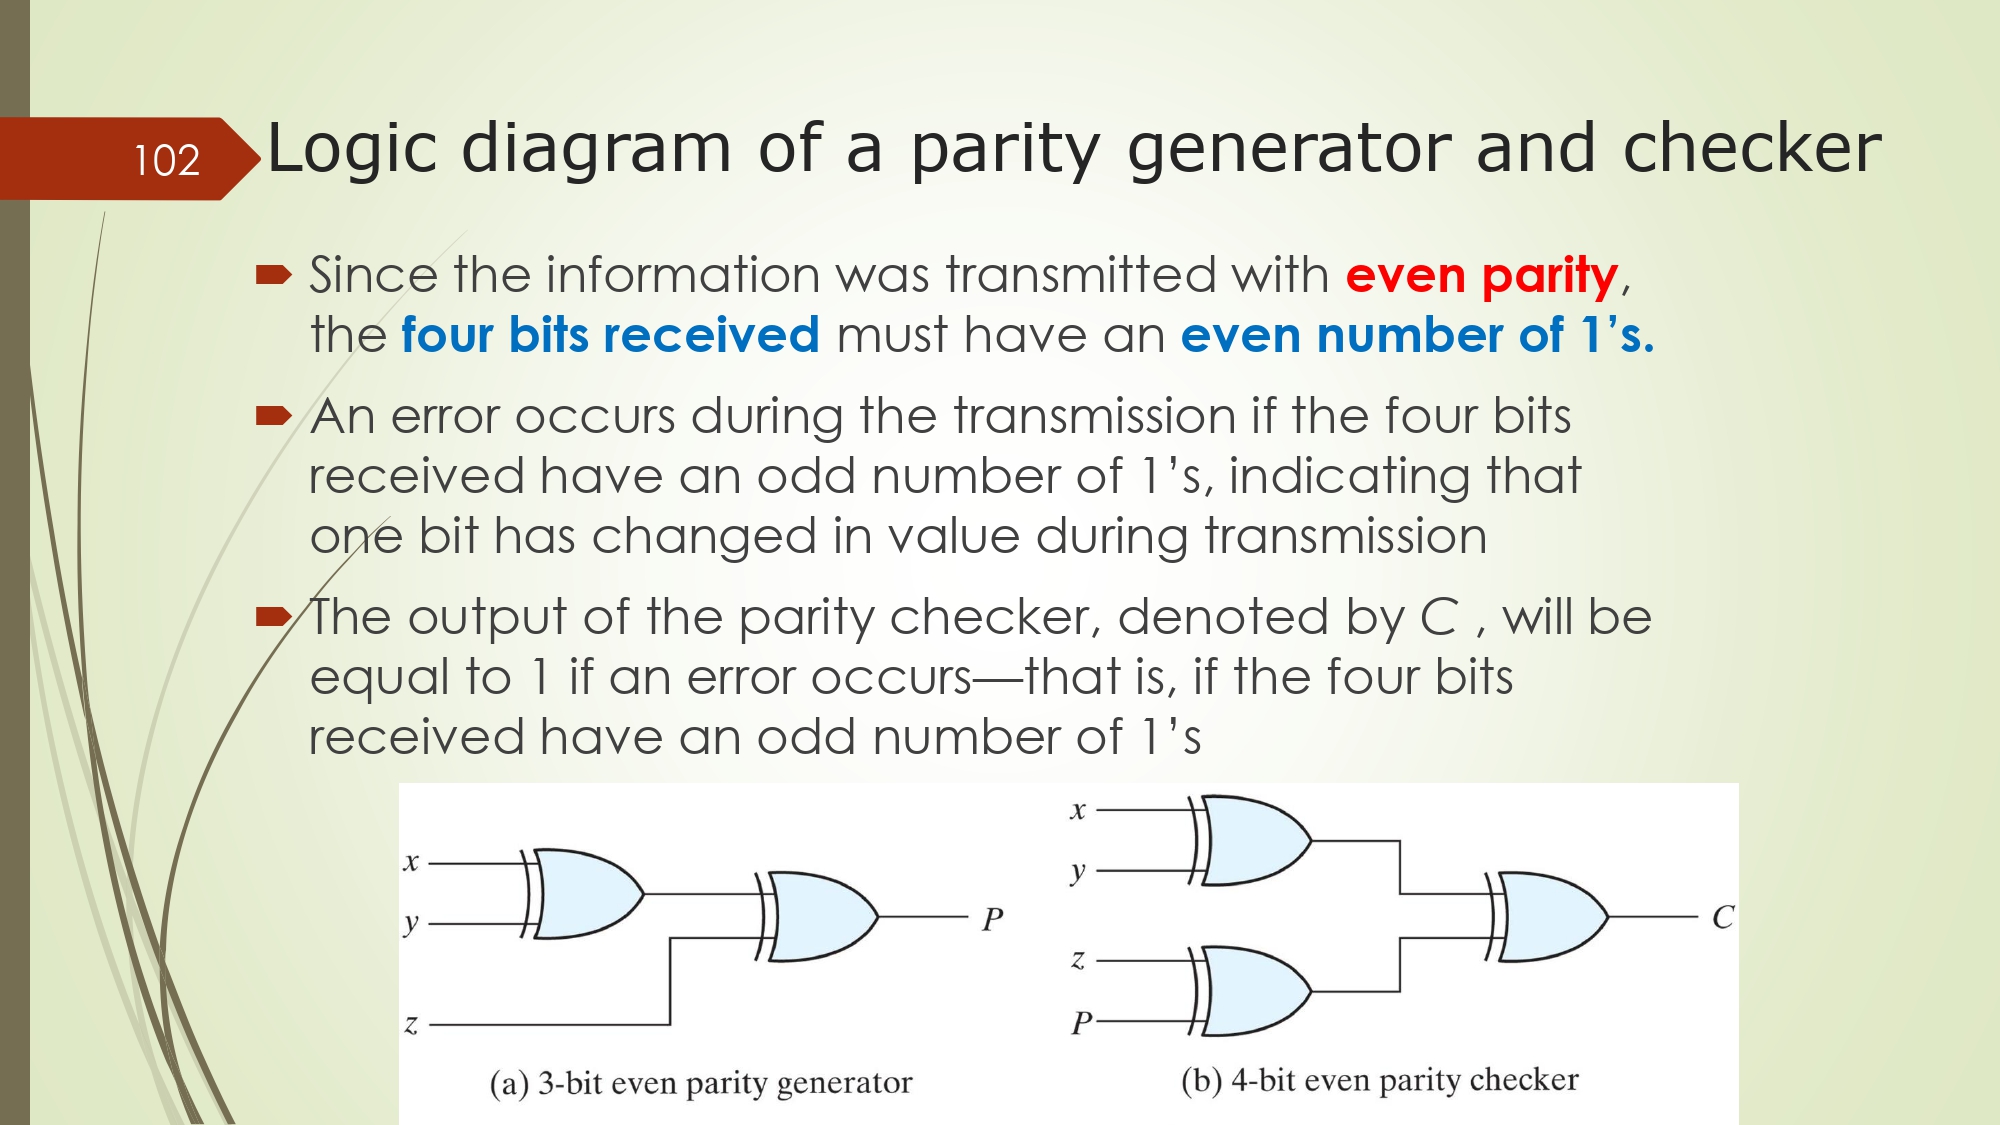 102
Logic diagram of a parity generator and checker
Since the information was transmitted with even parity,
the four bits received must have an even number of 1’s.
An error occurs during the transmission if the four bits
received have an odd number of 1’s, indicating that
one bit has changed in value during transmission
The output of the parity checker, denoted by C , will be
equal to 1 if an error occurs—that is, if the four bits
received have an odd number of 1’s
x
y
z
P
(a) 3-bit even parity generator
x
y
z
P
C
(b) 4-bit even parity checker